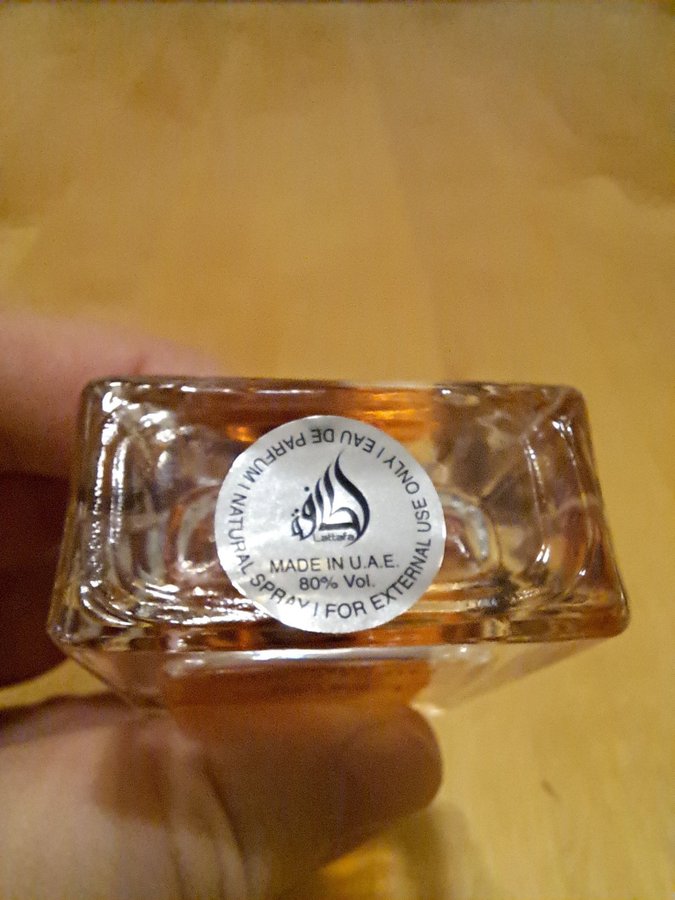 لطافة
Lattafa
MADE IN U.A.E.
80% Vol.
EAU DE PARFUM | NATURAL SPRAY | FOR EXTERNAL USE ONLY |